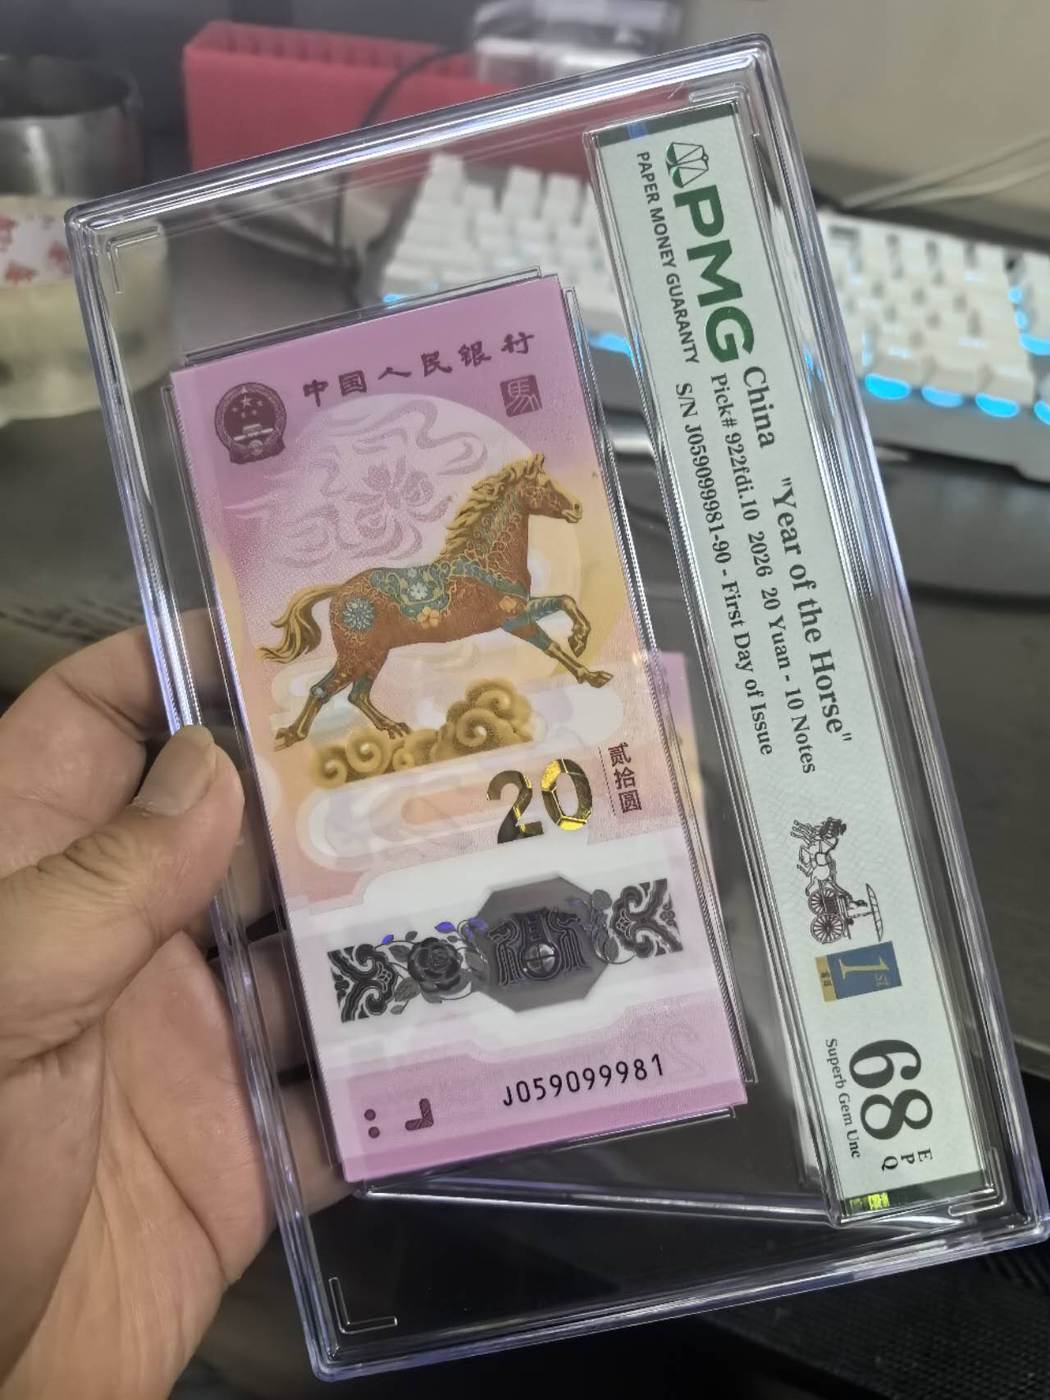 中国人民银行
馬
20
贰拾圆
J059099981
PMG
PAPER MONEY GUARANTY
China "Year of the Horse"
Pick# 922fdi.10 2026 20 Yuan - 10 Notes
S/N J059099981-90 - First Day of Issue
1ST
68 EPQ
Superb Gem Unc